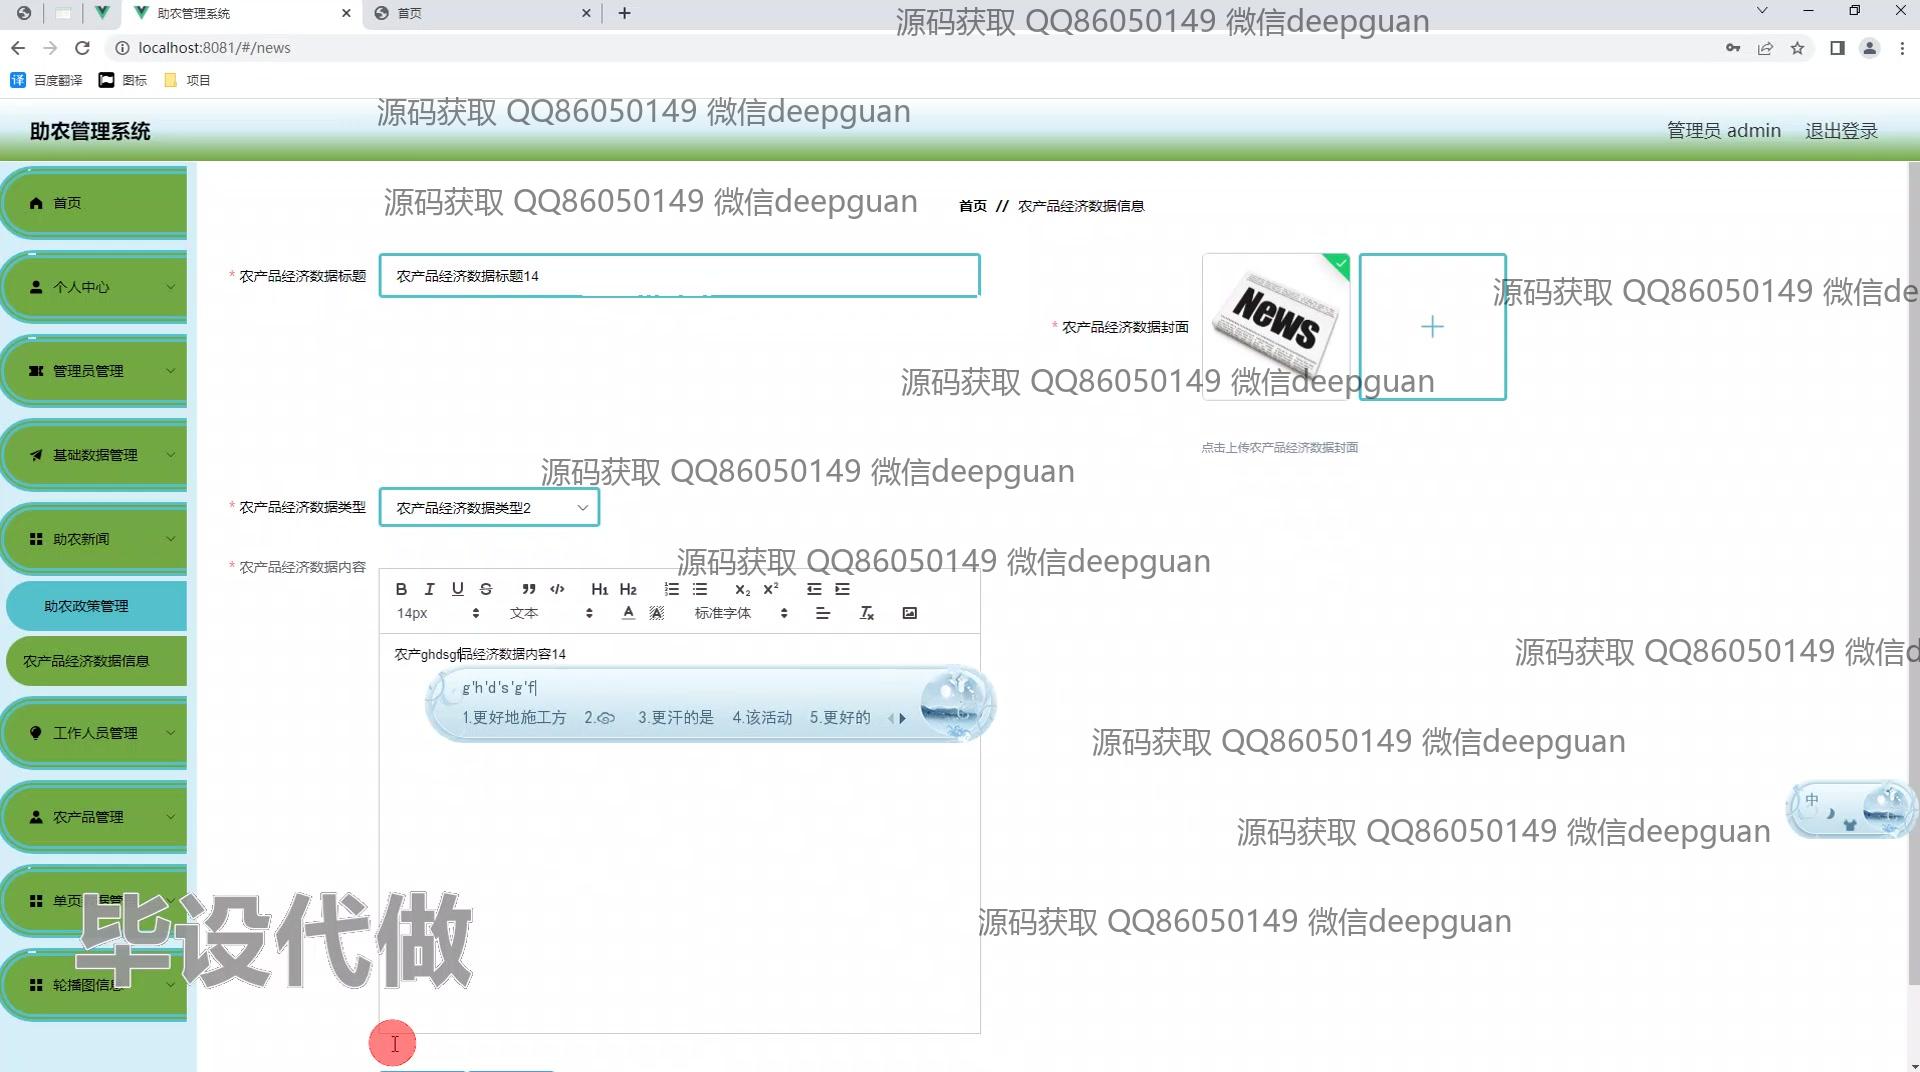 助农管理系统
首页
源码获取 QQ86050149 微信deepguan
localhost:8081/#/news
译 百度翻译 图标 项目
源码获取 QQ86050149 微信deepguan
助农管理系统
管理员 admin 退出登录
首页
源码获取 QQ86050149 微信deepguan
首页 // 农产品经济数据信息
* 农产品经济数据标题
农产品经济数据标题14
个人中心
源码获取 QQ86050149 微信de
* 农产品经济数据封面
News
管理员管理
源码获取 QQ86050149 微信deepguan
点击上传农产品经济数据封面
基础数据管理
源码获取 QQ86050149 微信deepguan
* 农产品经济数据类型
农产品经济数据类型2
助农新闻
源码获取 QQ86050149 微信deepguan
* 农产品经济数据内容
B I U S H1 H2 x2 x2
14px 文本 A A 标准字体
助农政策管理
农产ghdsgf品经济数据内容14
源码获取 QQ86050149 微信d
农产品经济数据信息
g'h'd's'g'f
1.更好地施工方 2. 3.更汗的是 4.该活动 5.更好的
工作人员管理
源码获取 QQ86050149 微信deepguan
中
农产品管理
源码获取 QQ86050149 微信deepguan
单页
毕设代做
源码获取 QQ86050149 微信deepguan
轮播图信息